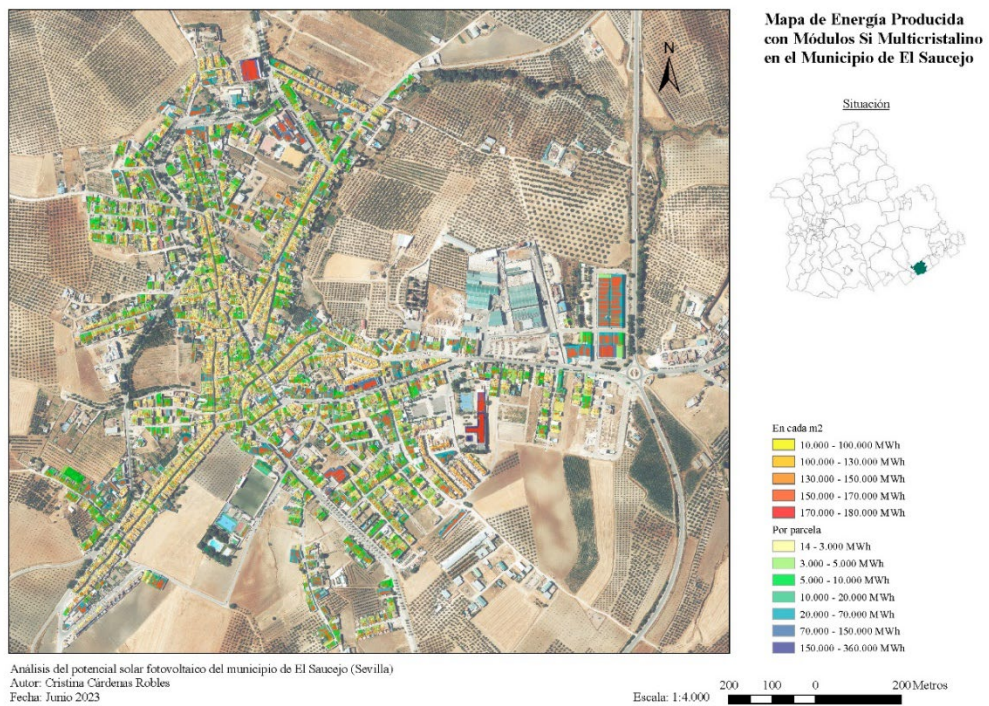 Mapa de Energía Producida
con Módulos Si Multicristalino
en el Municipio de El Saucejo
N
Situación
En cada m2
10.000 - 100.000 MWh
100.000 - 130.000 MWh
130.000 - 150.000 MWh
150.000 - 170.000 MWh
170.000 - 180.000 MWh
Por parcela
14 - 3.000 MWh
3.000 - 5.000 MWh
5.000 - 10.000 MWh
10.000 - 20.000 MWh
20.000 - 70.000 MWh
70.000 - 150.000 MWh
150.000 - 360.000 MWh
Análisis del potencial solar fotovoltaico del municipio de El Saucejo (Sevilla)
Autor: Cristina Cárdenas Robles
Fecha: Junio 2023
Escala: 1:4.000
200 100 0 200 Metros